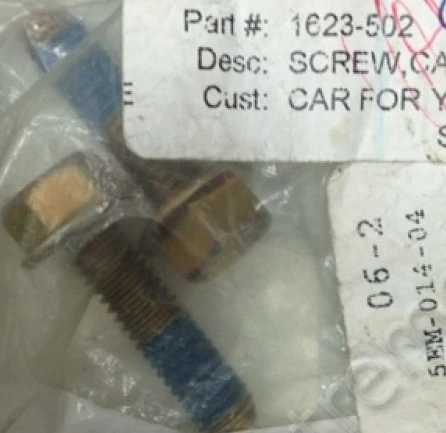 Part #: 1623-502
Desc: SCREW,CA
Cust: CAR FOR Y
06-2
5EM-014-04